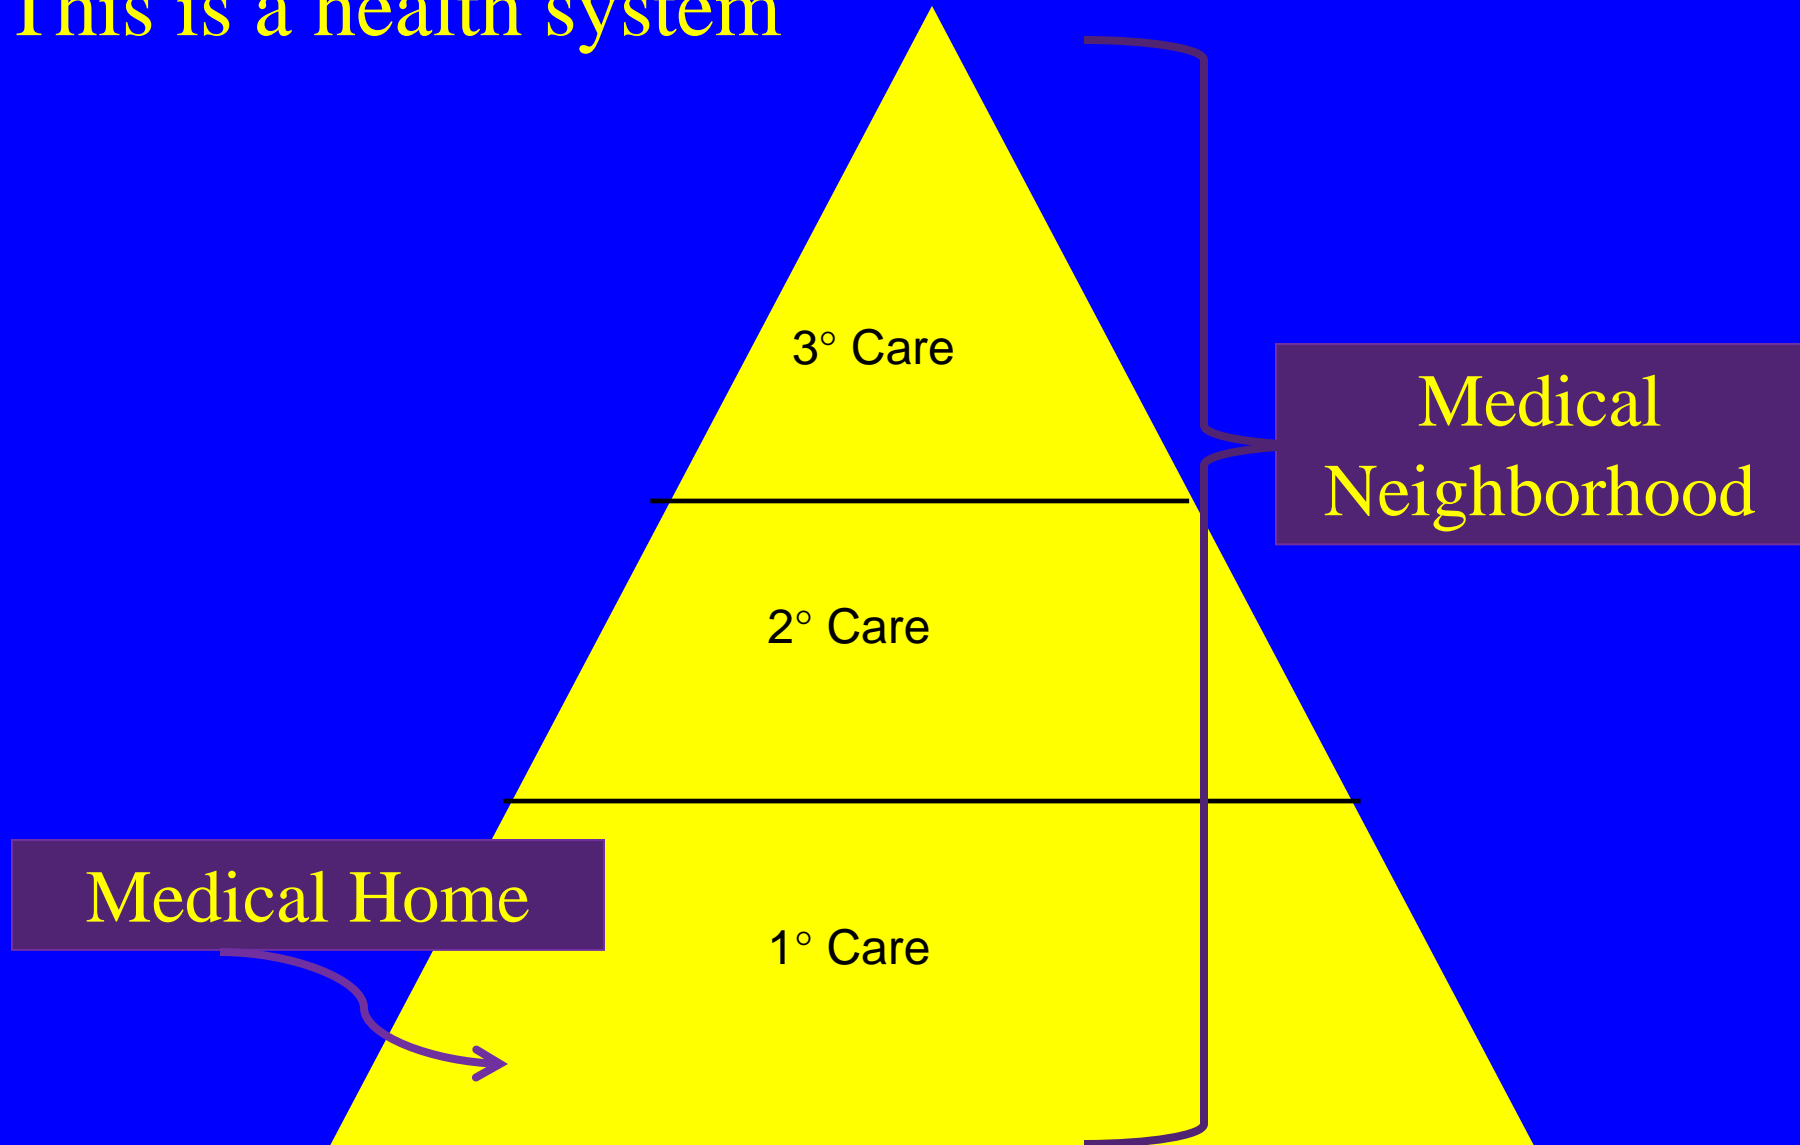 This is a health system
3° Care
Medical
Neighborhood
2° Care
Medical Home
1° Care